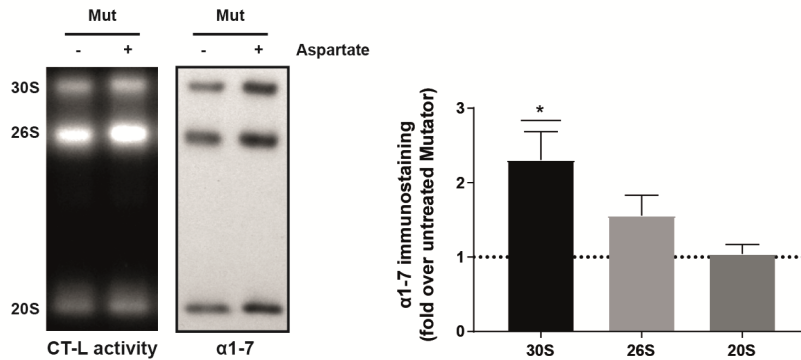 Mut Mut
- + - + Aspartate
30S
26S
20S
CT-L activity α1-7
α1-7 immunostaining
(fold over untreated Mutator)
3
2
1
0
*
30S 26S 20S